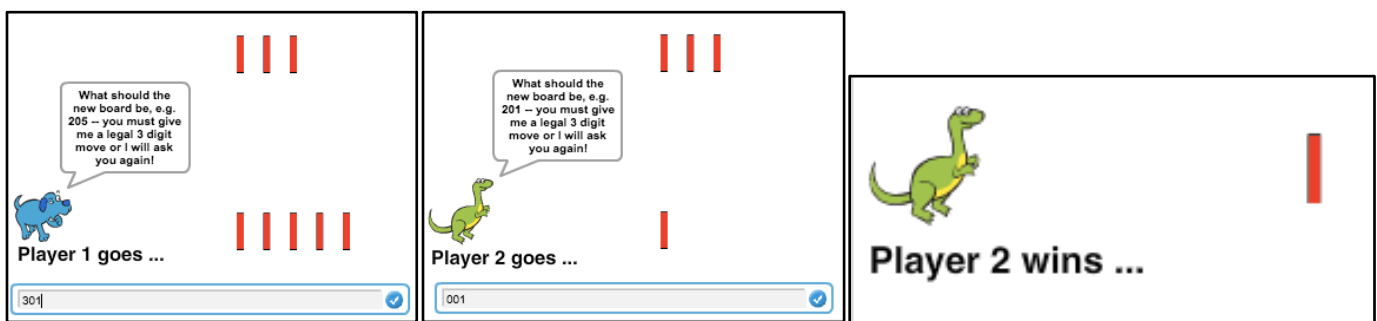 What should the
new board be, e.g.
205 -- you must give
me a legal 3 digit
move or I will ask
you again!
Player 1 goes ...
301
What should the
new board be, e.g.
201 -- you must give
me a legal 3 digit
move or I will ask
you again!
Player 2 goes ...
001
Player 2 wins ...